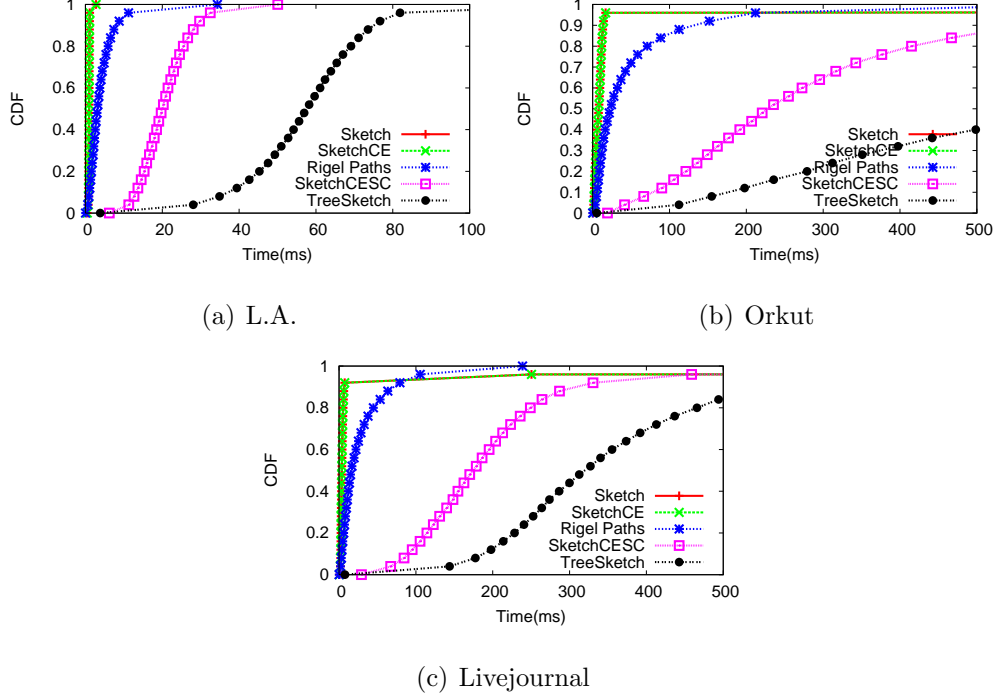 1
0.8
0.6
0.4
0.2
0
CDF
0 20 40 60 80 100
Time(ms)
Sketch
SketchCE
Rigel Paths
SketchCESC
TreeSketch
(a) L.A.
1
0.9
0.8
0.7
0.6
0.5
0.4
0.3
0.2
0.1
0
CDF
0 100 200 300 400 500
Time(ms)
Sketch
SketchCE
Rigel Paths
SketchCESC
TreeSketch
(b) Orkut
1
0.8
0.6
0.4
0.2
0
CDF
0 100 200 300 400 500
Time(ms)
Sketch
SketchCE
Rigel Paths
SketchCESC
TreeSketch
(c) Livejournal